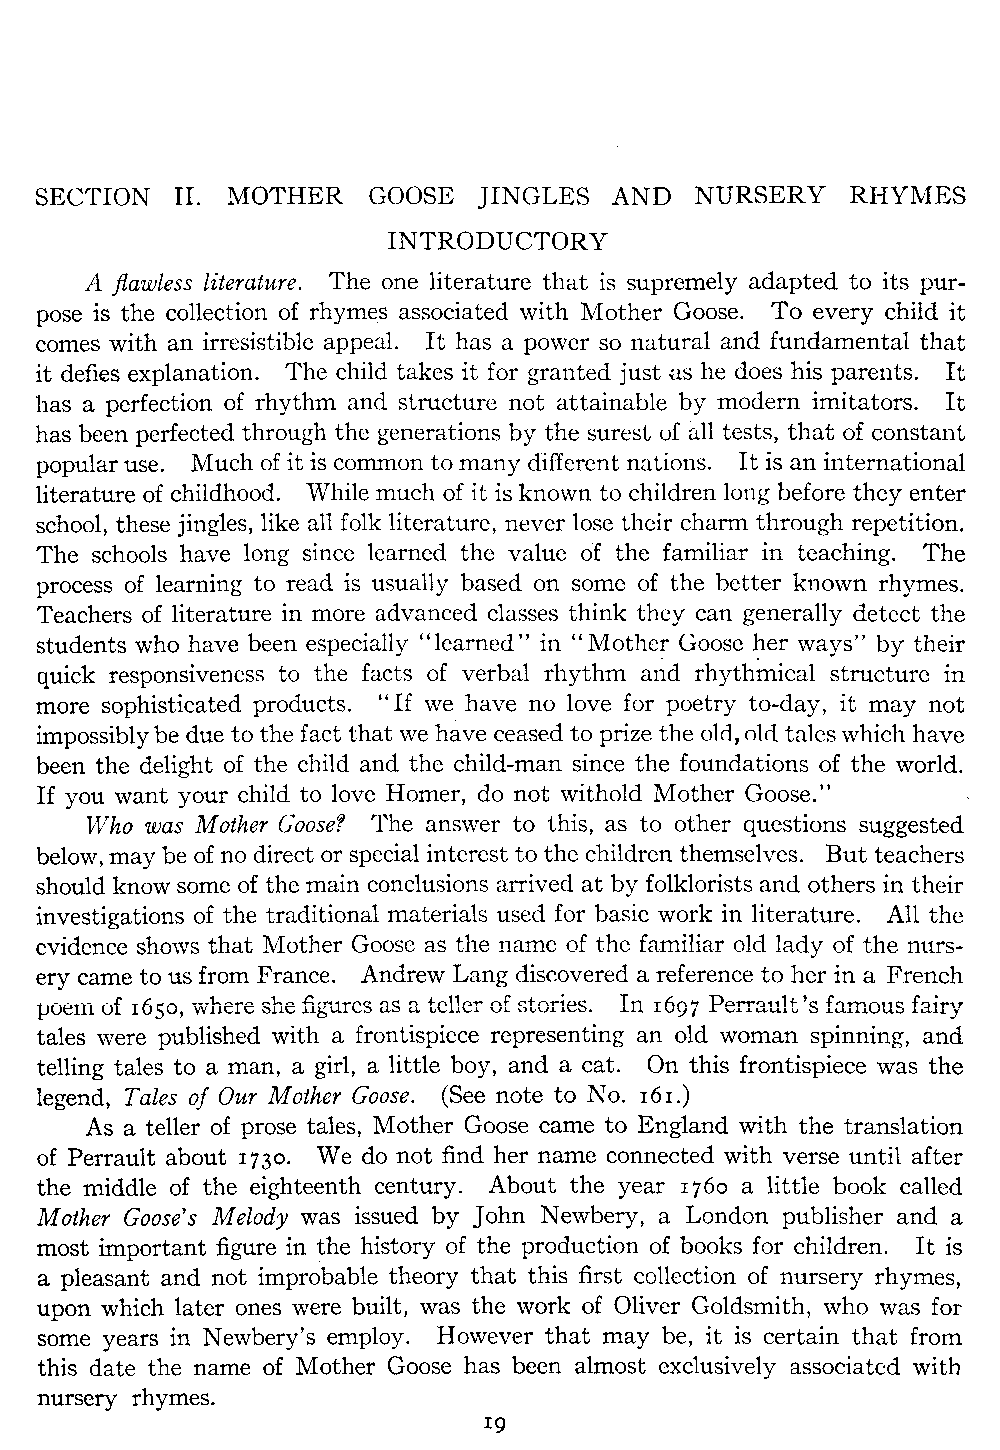 SECTION II. MOTHER GOOSE JINGLES AND NURSERY RHYMES
INTRODUCTORY
A flawless literature. The one literature that is supremely adapted to its pur-
pose is the collection of rhymes associated with Mother Goose. To every child it
comes with an irresistible appeal. It has a power so natural and fundamental that
it defies explanation. The child takes it for granted just as he does his parents. It
has a perfection of rhythm and structure not attainable by modern imitators. It
has been perfected through the generations by the surest of all tests, that of constant
popular use. Much of it is common to many different nations. It is an international
literature of childhood. While much of it is known to children long before they enter
school, these jingles, like all folk literature, never lose their charm through repetition.
The schools have long since learned the value of the familiar in teaching. The
process of learning to read is usually based on some of the better known rhymes.
Teachers of literature in more advanced classes think they can generally detect the
students who have been especially "learned" in "Mother Goose her ways" by their
quick responsiveness to the facts of verbal rhythm and rhythmical structure in
more sophisticated products. "If we have no love for poetry to-day, it may not
impossibly be due to the fact that we have ceased to prize the old, old tales which have
been the delight of the child and the child-man since the foundations of the world.
If you want your child to love Homer, do not withold Mother Goose."
Who was Mother Goose? The answer to this, as to other questions suggested
below, may be of no direct or special interest to the children themselves. But teachers
should know some of the main conclusions arrived at by folklorists and others in their
investigations of the traditional materials used for basic work in literature. All the
evidence shows that Mother Goose as the name of the familiar old lady of the nurs-
ery came to us from France. Andrew Lang discovered a reference to her in a French
poem of 1650, where she figures as a teller of stories. In 1697 Perrault's famous fairy
tales were published with a frontispiece representing an old woman spinning, and
telling tales to a man, a girl, a little boy, and a cat. On this frontispiece was the
legend, Tales of Our Mother Goose. (See note to No. 161.)
As a teller of prose tales, Mother Goose came to England with the translation
of Perrault about 1730. We do not find her name connected with verse until after
the middle of the eighteenth century. About the year 1760 a little book called
Mother Goose's Melody was issued by John Newbery, a London publisher and a
most important figure in the history of the production of books for children. It is
a pleasant and not improbable theory that this first collection of nursery rhymes,
upon which later ones were built, was the work of Oliver Goldsmith, who was for
some years in Newbery's employ. However that may be, it is certain that from
this date the name of Mother Goose has been almost exclusively associated with
nursery rhymes.
19